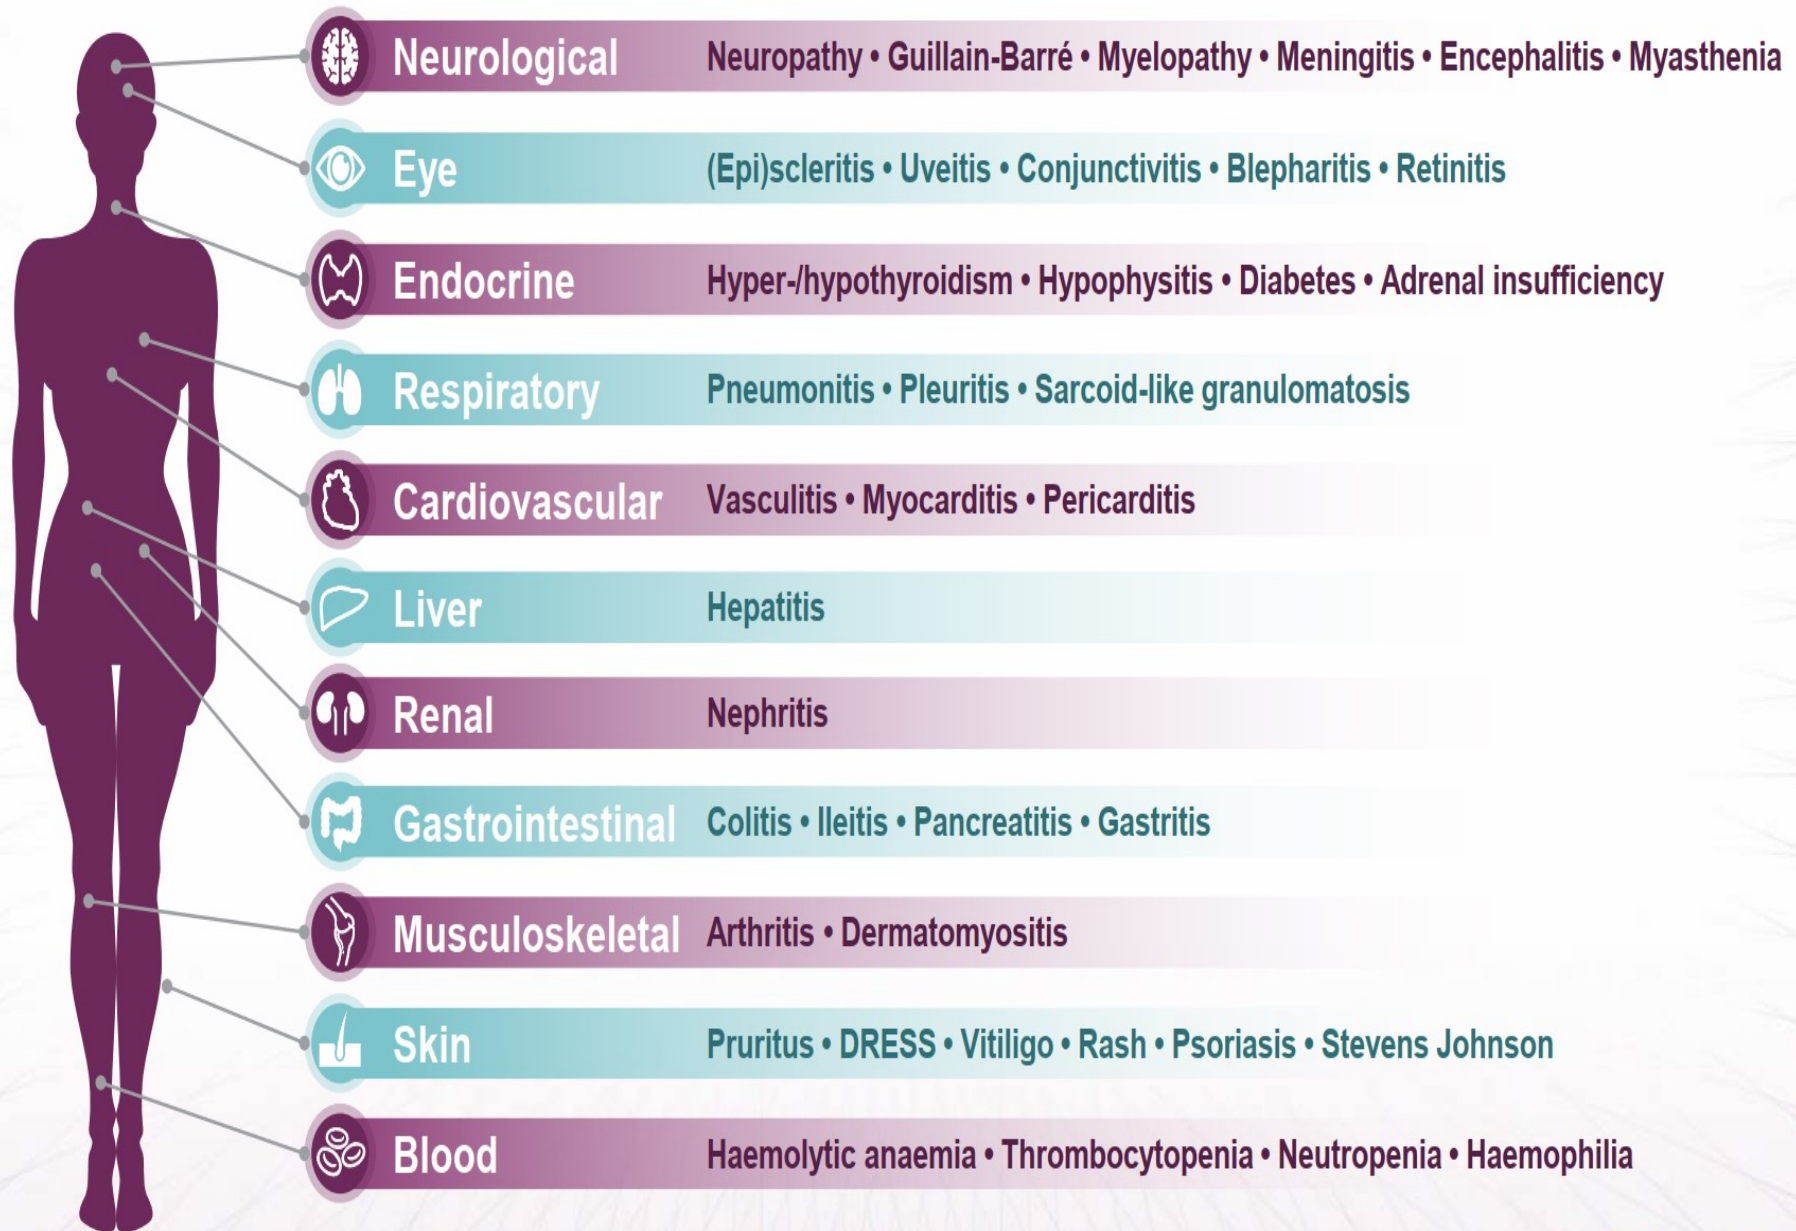 Neurological Neuropathy • Guillain-Barré • Myelopathy • Meningitis • Encephalitis • Myasthenia
Eye (Epi)scleritis • Uveitis • Conjunctivitis • Blepharitis • Retinitis
Endocrine Hyper-/hypothyroidism • Hypophysitis • Diabetes • Adrenal insufficiency
Respiratory Pneumonitis • Pleuritis • Sarcoid-like granulomatosis
Cardiovascular Vasculitis • Myocarditis • Pericarditis
Liver Hepatitis
Renal Nephritis
Gastrointestinal Colitis • Ileitis • Pancreatitis • Gastritis
Musculoskeletal Arthritis • Dermatomyositis
Skin Pruritus • DRESS • Vitiligo • Rash • Psoriasis • Stevens Johnson
Blood Haemolytic anaemia • Thrombocytopenia • Neutropenia • Haemophilia